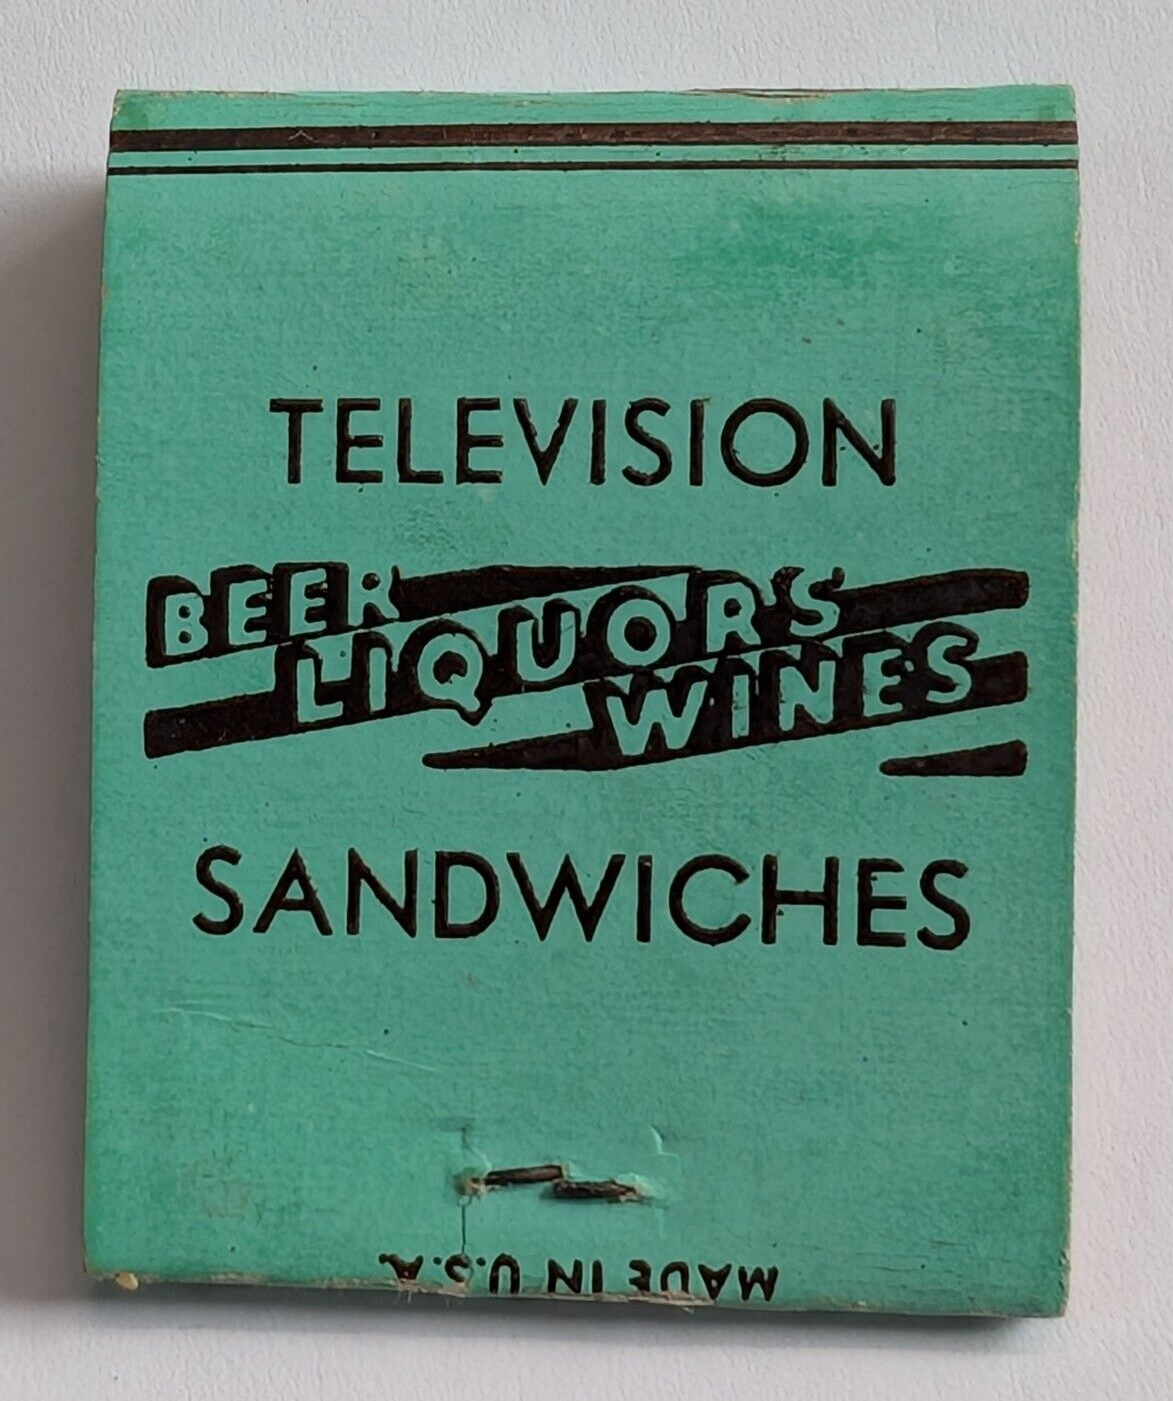 TELEVISION
BEER
LIQUORS
WINES
SANDWICHES
MADE IN U.S.A.